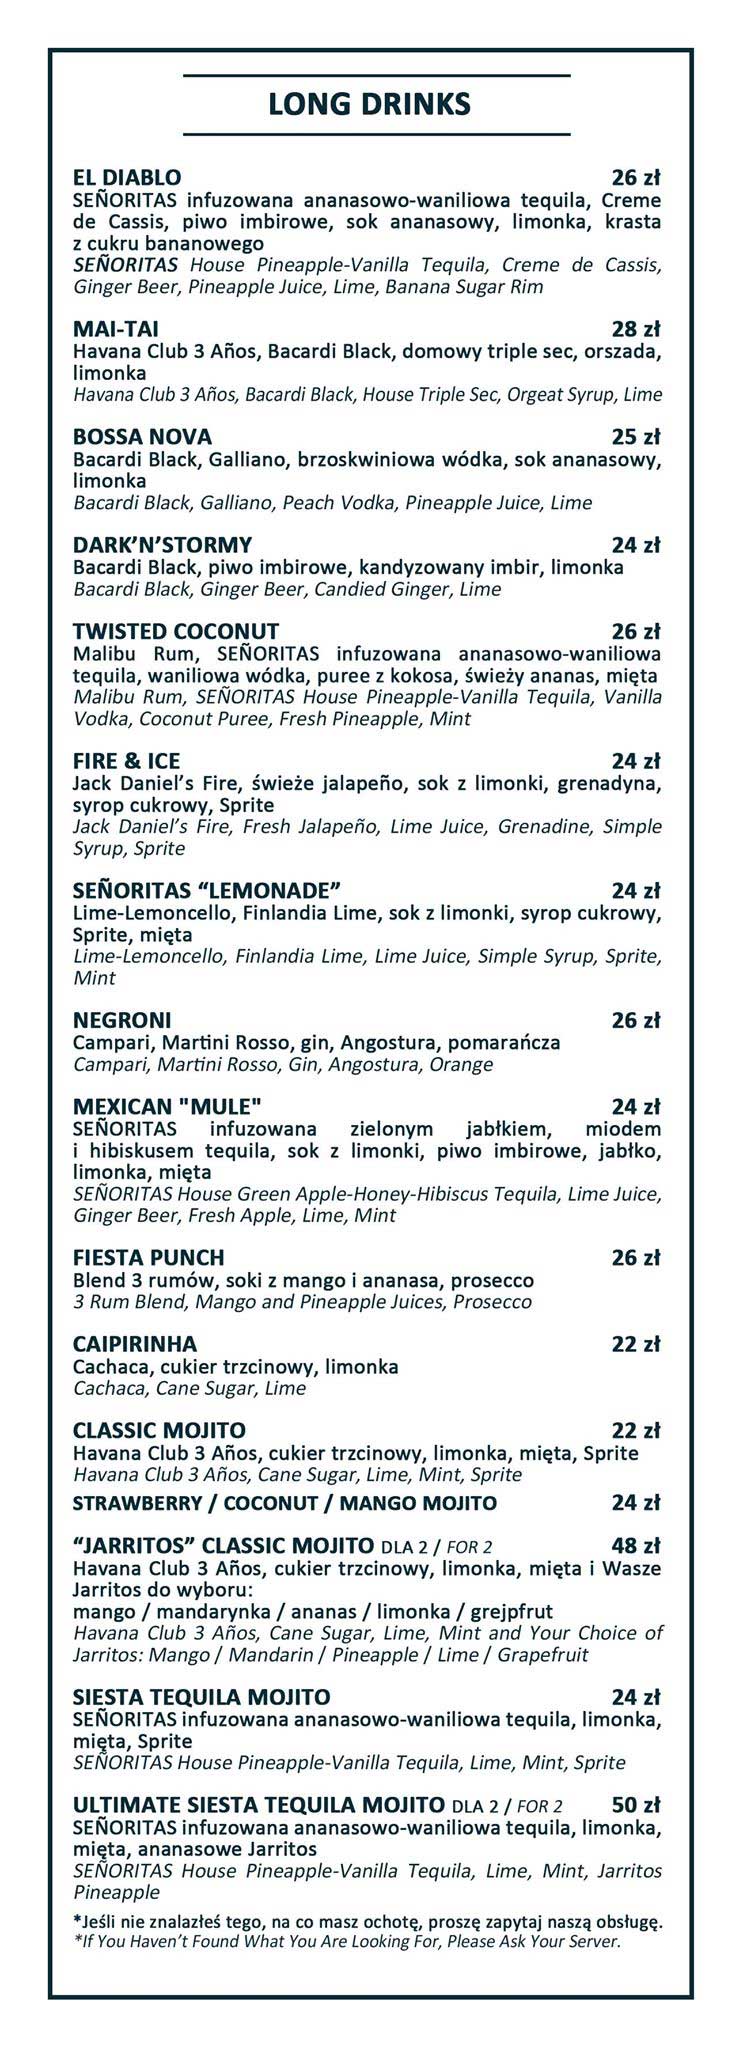 LONG DRINKS
EL DIABLO 26 zł
SEÑORITAS infuzowana ananasowo-waniliowa tequila, Creme
de Cassis, piwo imbirowe, sok ananasowy, limonka, krasta
z cukru bananowego
SEÑORITAS House Pineapple-Vanilla Tequila, Creme de Cassis,
Ginger Beer, Pineapple Juice, Lime, Banana Sugar Rim
MAI-TAI 28 zł
Havana Club 3 Años, Bacardi Black, domowy triple sec, orszada,
limonka
Havana Club 3 Años, Bacardi Black, House Triple Sec, Orgeat Syrup, Lime
BOSSA NOVA 25 zł
Bacardi Black, Galliano, brzoskwiniowa wódka, sok ananasowy,
limonka
Bacardi Black, Galliano, Peach Vodka, Pineapple Juice, Lime
DARK’N’STORMY 24 zł
Bacardi Black, piwo imbirowe, kandyzowany imbir, limonka
Bacardi Black, Ginger Beer, Candied Ginger, Lime
TWISTED COCONUT 26 zł
Malibu Rum, SEÑORITAS infuzowana ananasowo-waniliowa
tequila, waniliowa wódka, puree z kokosa, świeży ananas, mięta
Malibu Rum, SEÑORITAS House Pineapple-Vanilla Tequila, Vanilla
Vodka, Coconut Puree, Fresh Pineapple, Mint
FIRE & ICE 24 zł
Jack Daniel’s Fire, świeże jalapeño, sok z limonki, grenadyna,
syrop cukrowy, Sprite
Jack Daniel’s Fire, Fresh Jalapeño, Lime Juice, Grenadine, Simple
Syrup, Sprite
SEÑORITAS “LEMONADE” 24 zł
Lime-Lemoncello, Finlandia Lime, sok z limonki, syrop cukrowy,
Sprite, mięta
Lime-Lemoncello, Finlandia Lime, Lime Juice, Simple Syrup, Sprite,
Mint
NEGRONI 26 zł
Campari, Martini Rosso, gin, Angostura, pomarańcza
Campari, Martini Rosso, Gin, Angostura, Orange
MEXICAN "MULE" 24 zł
SEÑORITAS infuzowana zielonym jabłkiem, miodem
i hibiskusem tequila, sok z limonki, piwo imbirowe, jabłko,
limonka, mięta
SEÑORITAS House Green Apple-Honey-Hibiscus Tequila, Lime Juice,
Ginger Beer, Fresh Apple, Lime, Mint
FIESTA PUNCH 26 zł
Blend 3 rumów, soki z mango i ananasa, prosecco
3 Rum Blend, Mango and Pineapple Juices, Prosecco
CAIPIRINHA 22 zł
Cachaca, cukier trzcinowy, limonka
Cachaca, Cane Sugar, Lime
CLASSIC MOJITO 22 zł
Havana Club 3 Años, cukier trzcinowy, limonka, mięta, Sprite
Havana Club 3 Años, Cane Sugar, Lime, Mint, Sprite
STRAWBERRY / COCONUT / MANGO MOJITO 24 zł
“JARRITOS” CLASSIC MOJITO DLA 2 / FOR 2 48 zł
Havana Club 3 Años, cukier trzcinowy, limonka, mięta i Wasze
Jarritos do wyboru:
mango / mandarynka / ananas / limonka / grejpfrut
Havana Club 3 Años, Cane Sugar, Lime, Mint and Your Choice of
Jarritos: Mango / Mandarin / Pineapple / Lime / Grapefruit
SIESTA TEQUILA MOJITO 24 zł
SEÑORITAS infuzowana ananasowo-waniliowa tequila, limonka,
mięta, Sprite
SEÑORITAS House Pineapple-Vanilla Tequila, Lime, Mint, Sprite
ULTIMATE SIESTA TEQUILA MOJITO DLA 2 / FOR 2 50 zł
SEÑORITAS infuzowana ananasowo-waniliowa tequila, limonka,
mięta, ananasowe Jarritos
SEÑORITAS House Pineapple-Vanilla Tequila, Lime, Mint, Jarritos
Pineapple
*Jeśli nie znalazłeś tego, na co masz ochotę, proszę zapytaj naszą obsługę.
*If You Haven’t Found What You Are Looking For, Please Ask Your Server.